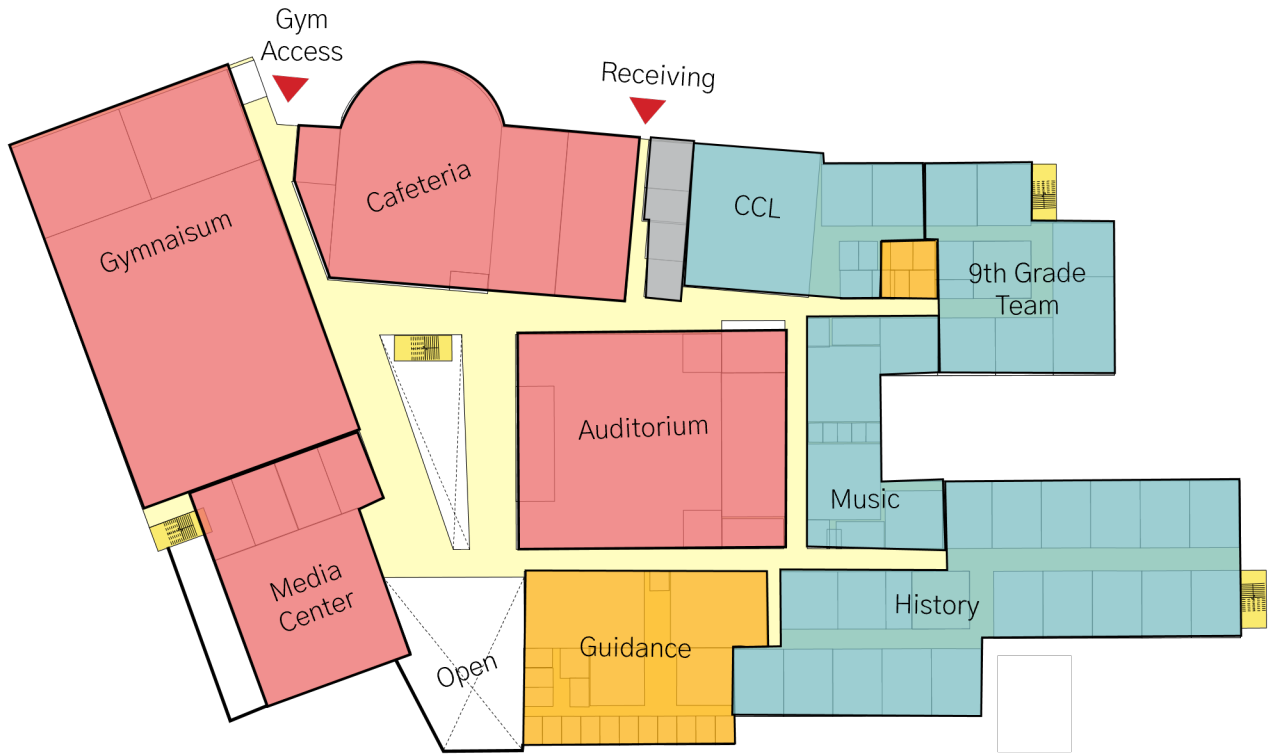 Gym
Access
Receiving
Cafeteria
CCL
Gymnaisum
9th Grade
Team
Auditorium
Music
Media
Center
History
Guidance
Open